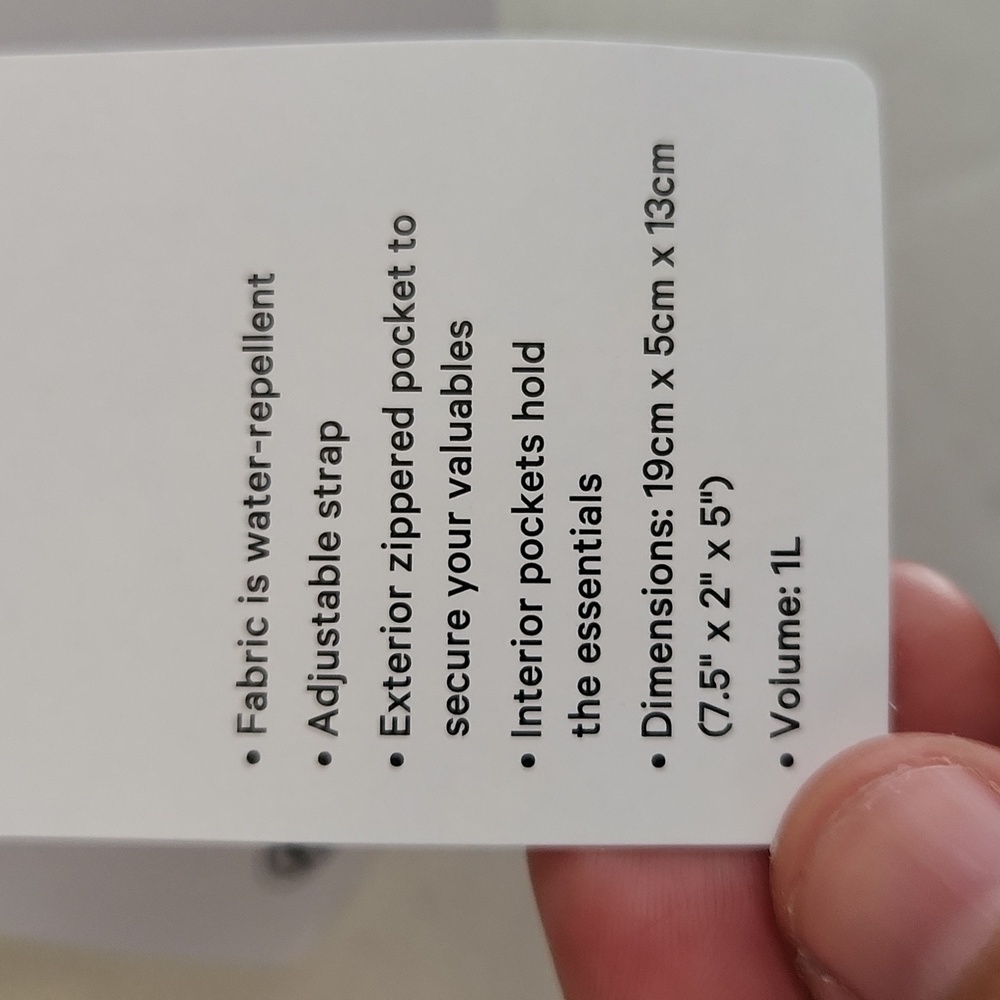 • Fabric is water-repellent
• Adjustable strap
• Exterior zippered pocket to
secure your valuables
• Interior pockets hold
the essentials
• Dimensions: 19cm x 5cm x 13cm
(7.5" x 2" x 5")
• Volume: 1L